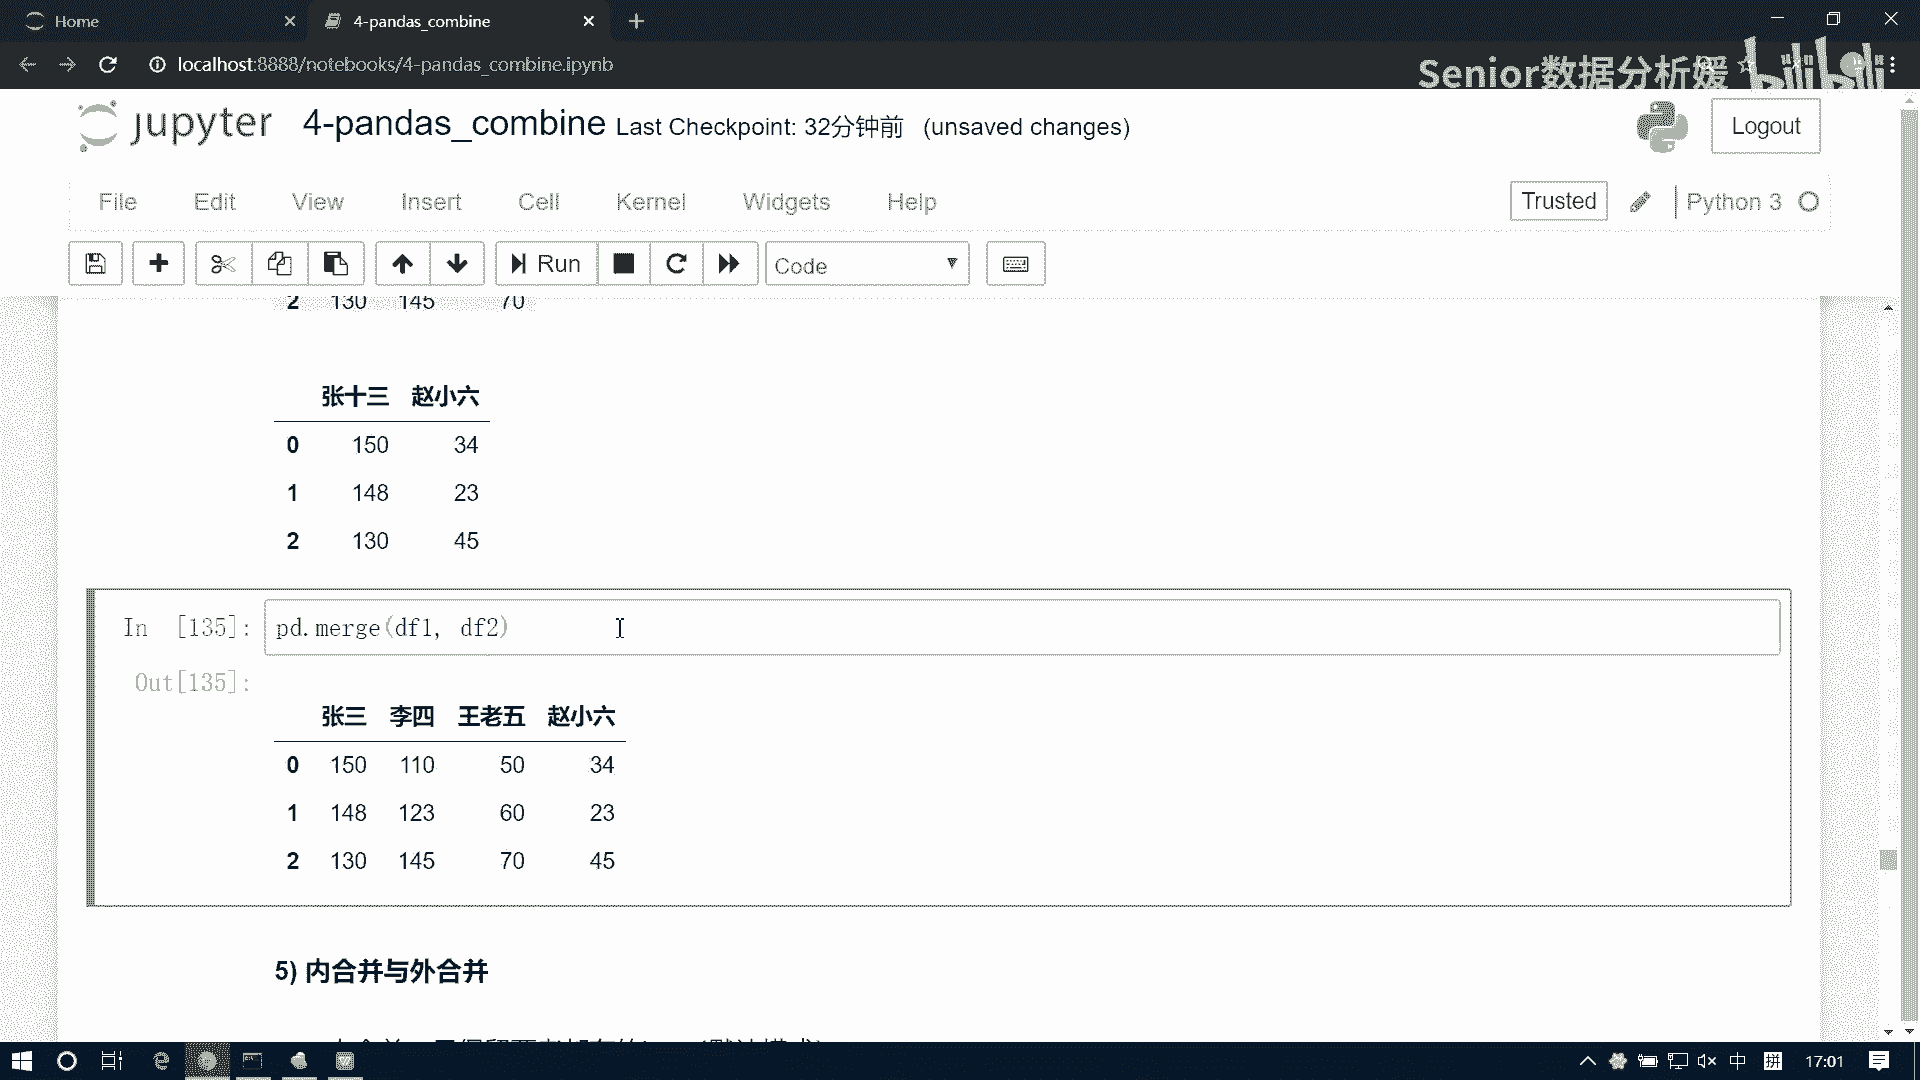 Home
4-pandas_combine
localhost:8888/notebooks/4-pandas_combine.ipynb
Senior数据分析媛
bilibili
jupyter 4-pandas_combine Last Checkpoint: 32分钟前 (unsaved changes)
Logout
File Edit View Insert Cell Kernel Widgets Help
Trusted
Python 3
Run
Code
2 130 145 70
张十三 赵小六
0 150 34
1 148 23
2 130 45
In [135]: pd.merge(df1, df2)
Out[135]:
张三 李四 王老五 赵小六
0 150 110 50 34
1 148 123 60 23
2 130 145 70 45
5) 内合并与外合并
中 拼 17:01